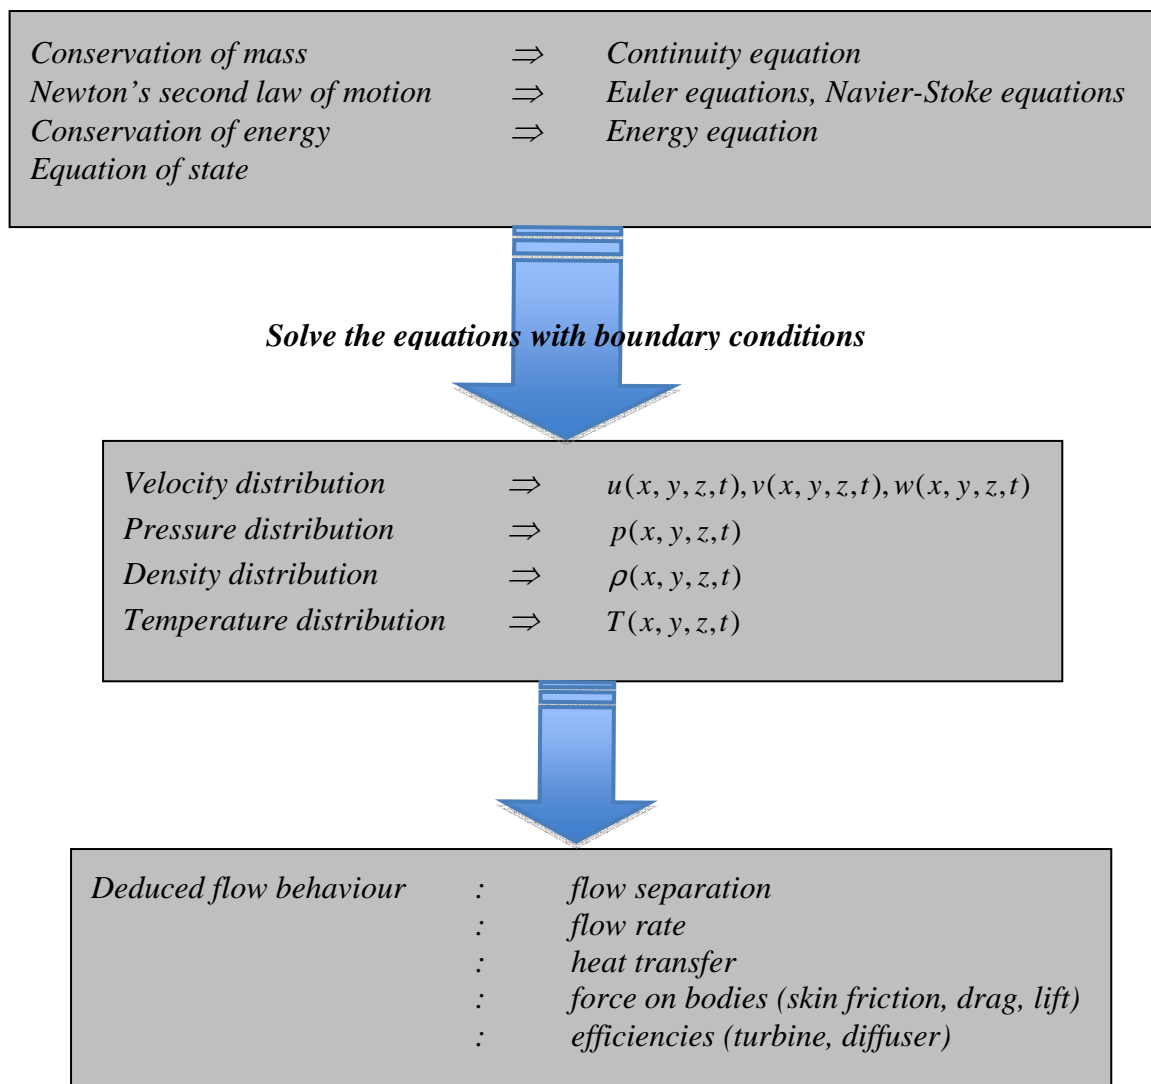 Conservation of mass ⇒ Continuity equation
Newton’s second law of motion ⇒ Euler equations, Navier-Stoke equations
Conservation of energy ⇒ Energy equation
Equation of state
Solve the equations with boundary conditions
Velocity distribution ⇒ u(x, y, z,t), v(x, y, z,t), w(x, y, z,t)
Pressure distribution ⇒ p(x, y, z,t)
Density distribution ⇒ ρ(x, y, z,t)
Temperature distribution ⇒ T(x, y, z,t)
Deduced flow behaviour : flow separation
: flow rate
: heat transfer
: force on bodies (skin friction, drag, lift)
: efficiencies (turbine, diffuser)